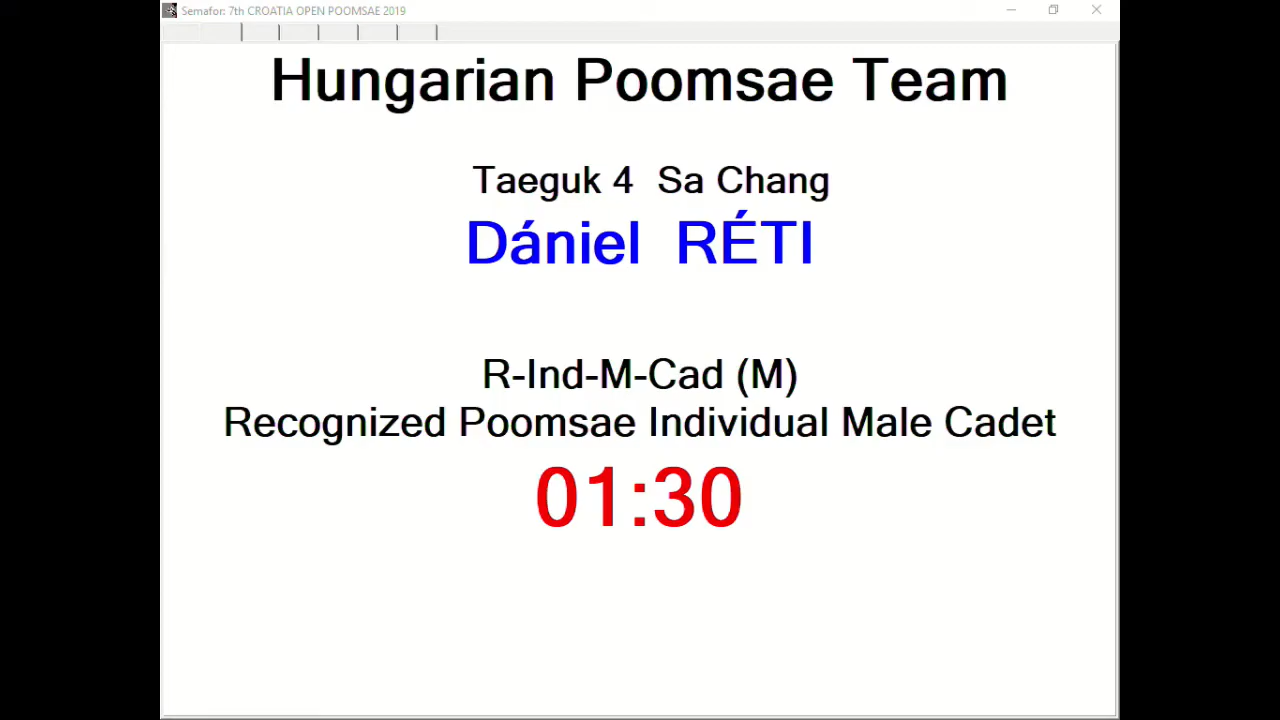 Semafor: 7th CROATIA OPEN POOMSAE 2019
Hungarian Poomsae Team
Taeguk 4 Sa Chang
Dániel RÉTI
R-Ind-M-Cad (M)
Recognized Poomsae Individual Male Cadet
01:30